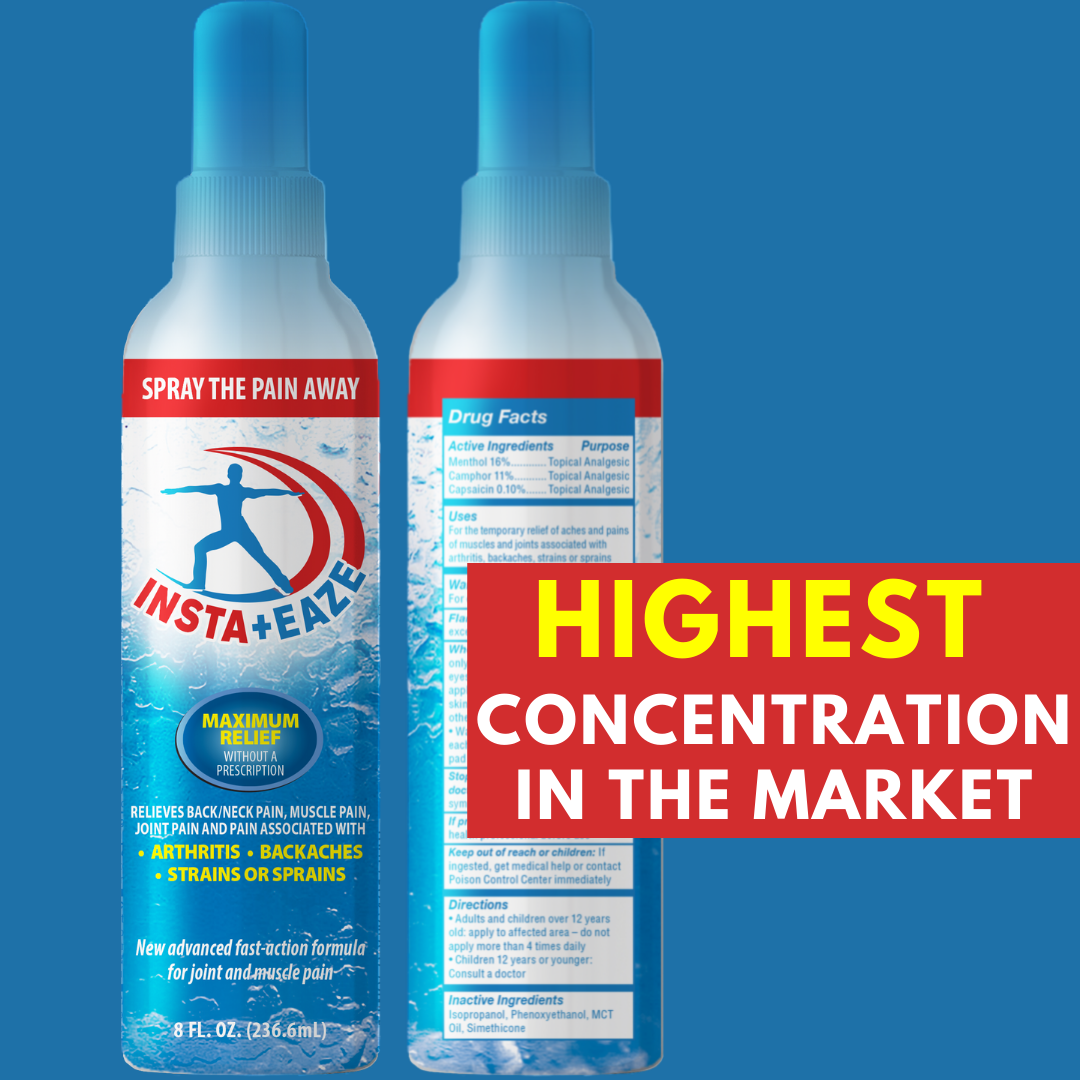 SPRAY THE PAIN AWAY
INSTA+EAZE
MAXIMUM
RELIEF
WITHOUT A
PRESCRIPTION
RELIEVES BACK/NECK PAIN, MUSCLE PAIN,
JOINT PAIN AND PAIN ASSOCIATED WITH
• ARTHRITIS • BACKACHES
• STRAINS OR SPRAINS
New advanced fast-action formula
for joint and muscle pain
8 FL. OZ. (236.6mL)
Drug Facts
Active Ingredients Purpose
Menthol 16%........... Topical Analgesic
Camphor 11%.......... Topical Analgesic
Capsaicin 0.10%...... Topical Analgesic
Uses
For the temporary relief of aches and pains
of muscles and joints associated with
arthritis, backaches, strains or sprains
HIGHEST
CONCENTRATION
IN THE MARKET
Keep out of reach or children: If
ingested, get medical help or contact
Poison Control Center immediately
Directions
• Adults and children over 12 years
old: apply to affected area – do not
apply more than 4 times daily
• Children 12 years or younger:
Consult a doctor
Inactive Ingredients
Isopropanol, Phenoxyethanol, MCT
Oil, Simethicone